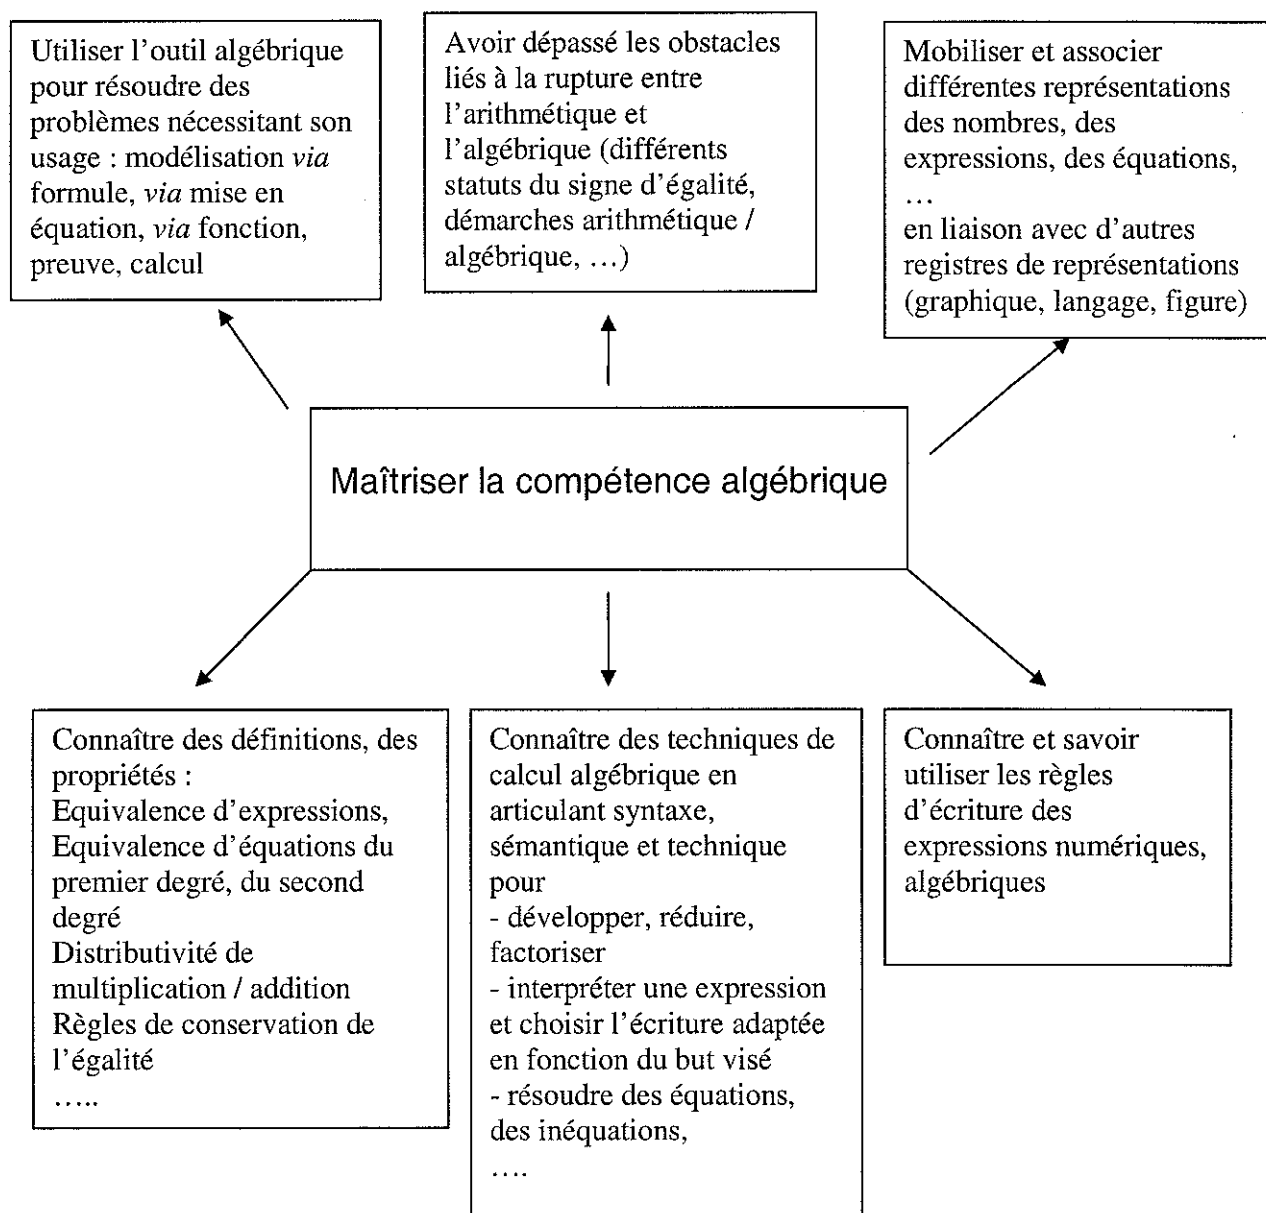 Utiliser l'outil algébrique
pour résoudre des
problèmes nécessitant son
usage : modélisation via
formule, via mise en
équation, via fonction,
preuve, calcul
Avoir dépassé les obstacles
liés à la rupture entre
l'arithmétique et
l'algébrique (différents
statuts du signe d'égalité,
démarches arithmétique /
algébrique, …)
Mobiliser et associer
différentes représentations
des nombres, des
expressions, des équations,
…
en liaison avec d'autres
registres de représentations
(graphique, langage, figure)
Maîtriser la compétence algébrique
Connaître des définitions, des
propriétés :
Equivalence d'expressions,
Equivalence d'équations du
premier degré, du second
degré
Distributivité de
multiplication / addition
Règles de conservation de
l'égalité
…..
Connaître des techniques de
calcul algébrique en
articulant syntaxe,
sémantique et technique
pour
- développer, réduire,
factoriser
- interpréter une expression
et choisir l'écriture adaptée
en fonction du but visé
- résoudre des équations,
des inéquations,
….
Connaître et savoir
utiliser les règles
d'écriture des
expressions numériques,
algébriques